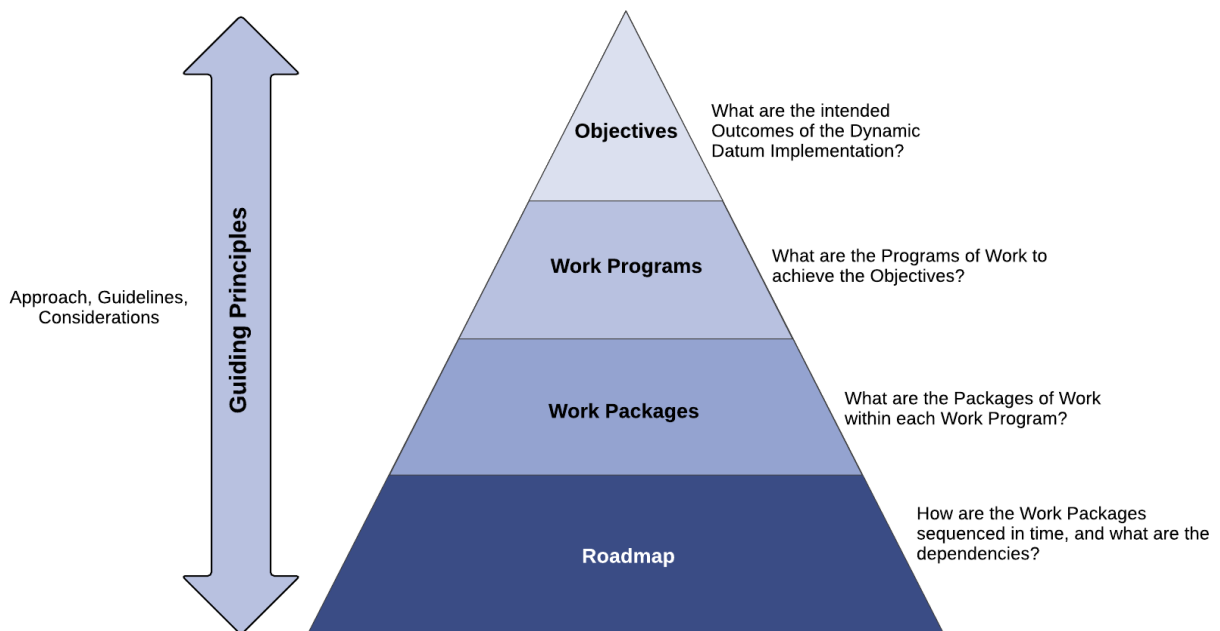 Objectives
What are the intended
Outcomes of the Dynamic
Datum Implementation?
Guiding Principles
Work Programs
What are the Programs of Work to
achieve the Objectives?
Approach, Guidelines,
Considerations
Work Packages
What are the Packages of Work
within each Work Program?
Roadmap
How are the Work Packages
sequenced in time, and what are the
dependencies?